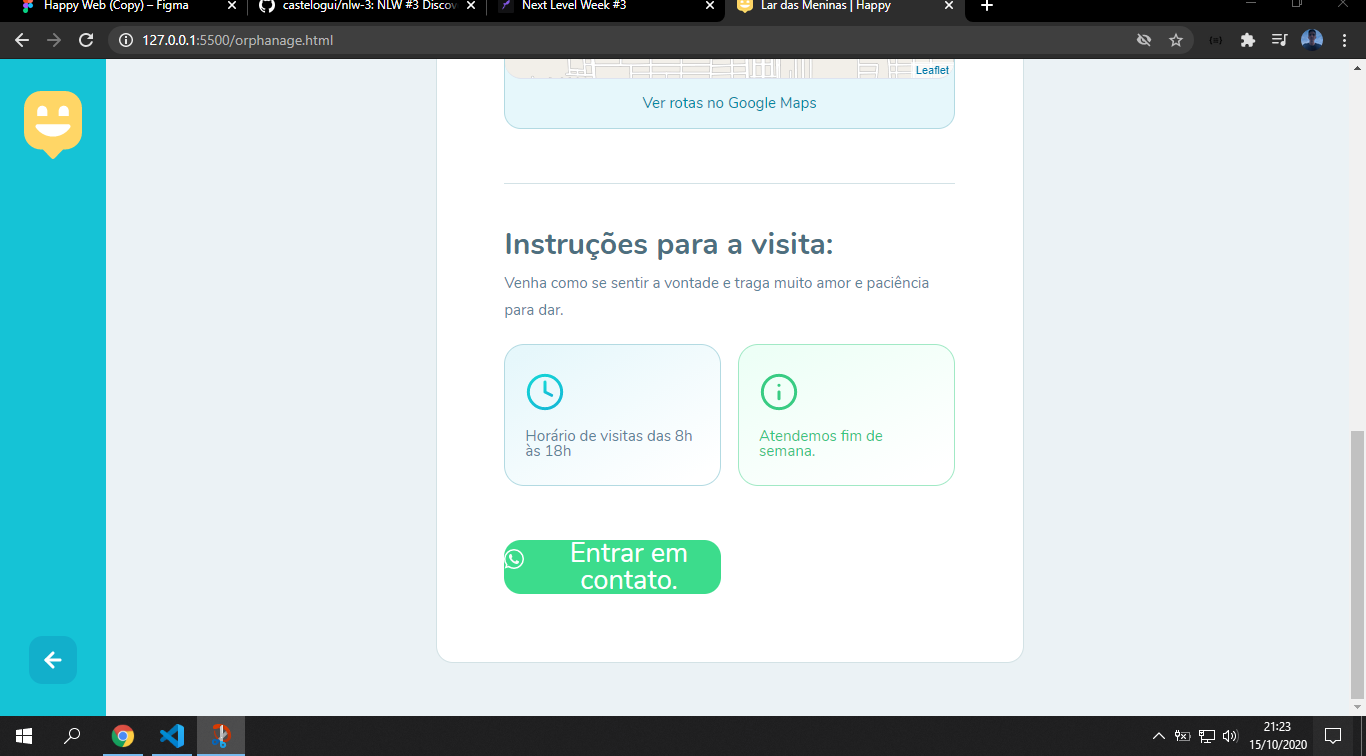 Happy Web (Copy) – Figma
castelogui/nlw-3: NLW #3 Discov
Next Level Week #3
Lar das Meninas | Happy
127.0.0.1:5500/orphanage.html
Leaflet
Ver rotas no Google Maps
Instruções para a visita:
Venha como se sentir a vontade e traga muito amor e paciência
para dar.
Horário de visitas das 8h
às 18h
Atendemos fim de
semana.
Entrar em
contato.
21:23
15/10/2020